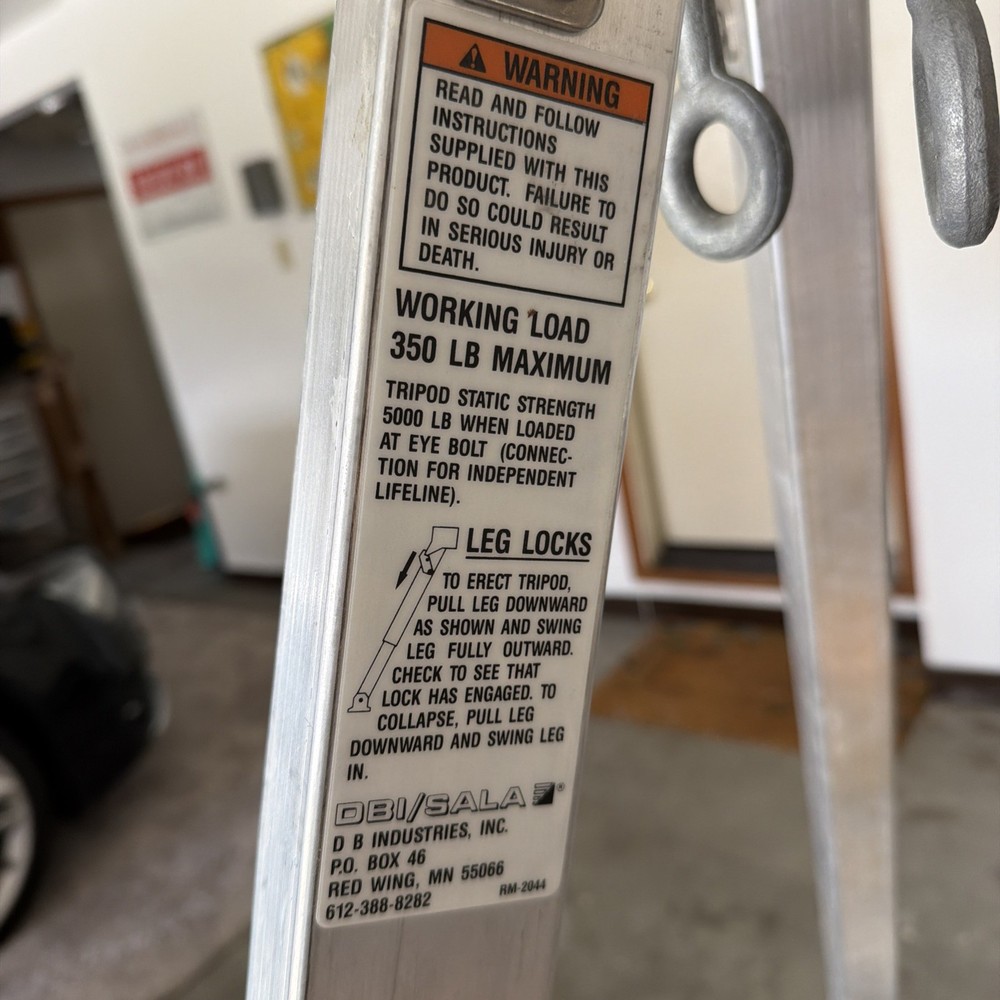 WARNING
READ AND FOLLOW
INSTRUCTIONS
SUPPLIED WITH THIS
PRODUCT. FAILURE TO
DO SO COULD RESULT
IN SERIOUS INJURY OR
DEATH.
WORKING LOAD
350 LB MAXIMUM
TRIPOD STATIC STRENGTH
5000 LB WHEN LOADED
AT EYE BOLT (CONNEC-
TION FOR INDEPENDENT
LIFELINE).
LEG LOCKS
TO ERECT TRIPOD,
PULL LEG DOWNWARD
AS SHOWN AND SWING
LEG FULLY OUTWARD.
CHECK TO SEE THAT
LOCK HAS ENGAGED. TO
COLLAPSE, PULL LEG
DOWNWARD AND SWING LEG
IN.
DBI/SALA ®
D B INDUSTRIES, INC.
P.O. BOX 46
RED WING, MN 55066
612-388-8282 RM-2044